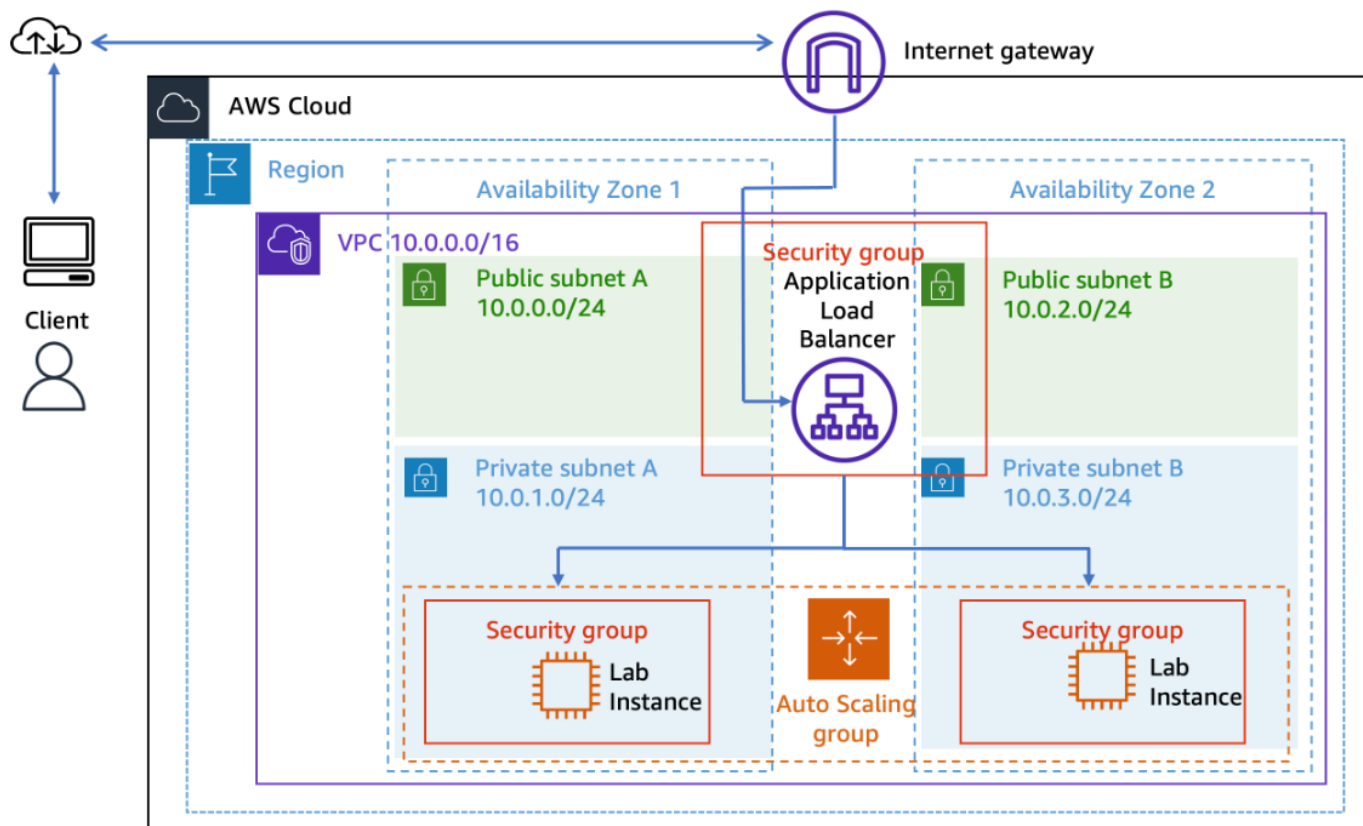 Internet gateway
AWS Cloud
Region
Availability Zone 1
Availability Zone 2
VPC 10.0.0.0/16
Security group
Application
Load
Balancer
Public subnet A
10.0.0.0/24
Public subnet B
10.0.2.0/24
Client
Private subnet A
10.0.1.0/24
Private subnet B
10.0.3.0/24
Security group
Lab
Instance
Auto Scaling
group
Security group
Lab
Instance